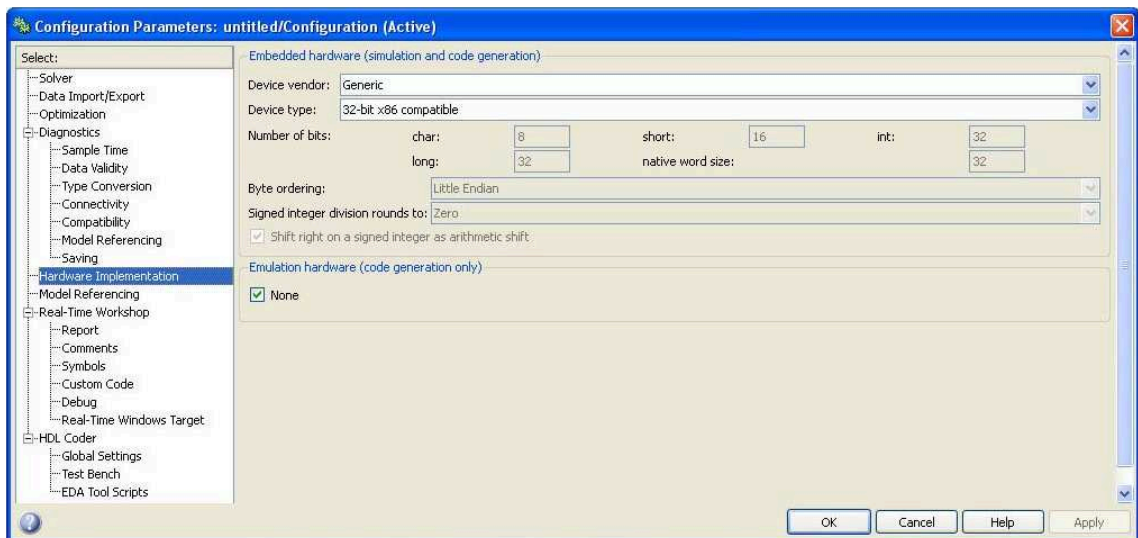 Configuration Parameters: untitled/Configuration (Active)
Select:
Solver
Data Import/Export
Optimization
Diagnostics
Sample Time
Data Validity
Type Conversion
Connectivity
Compatibility
Model Referencing
Saving
Hardware Implementation
Model Referencing
Real-Time Workshop
Report
Comments
Symbols
Custom Code
Debug
Real-Time Windows Target
HDL Coder
Global Settings
Test Bench
EDA Tool Scripts
Embedded hardware (simulation and code generation)
Device vendor: Generic
Device type: 32-bit x86 compatible
Number of bits: char: 8 short: 16 int: 32
long: 32 native word size: 32
Byte ordering: Little Endian
Signed integer division rounds to: Zero
Shift right on a signed integer as arithmetic shift
Emulation hardware (code generation only)
None
OK Cancel Help Apply